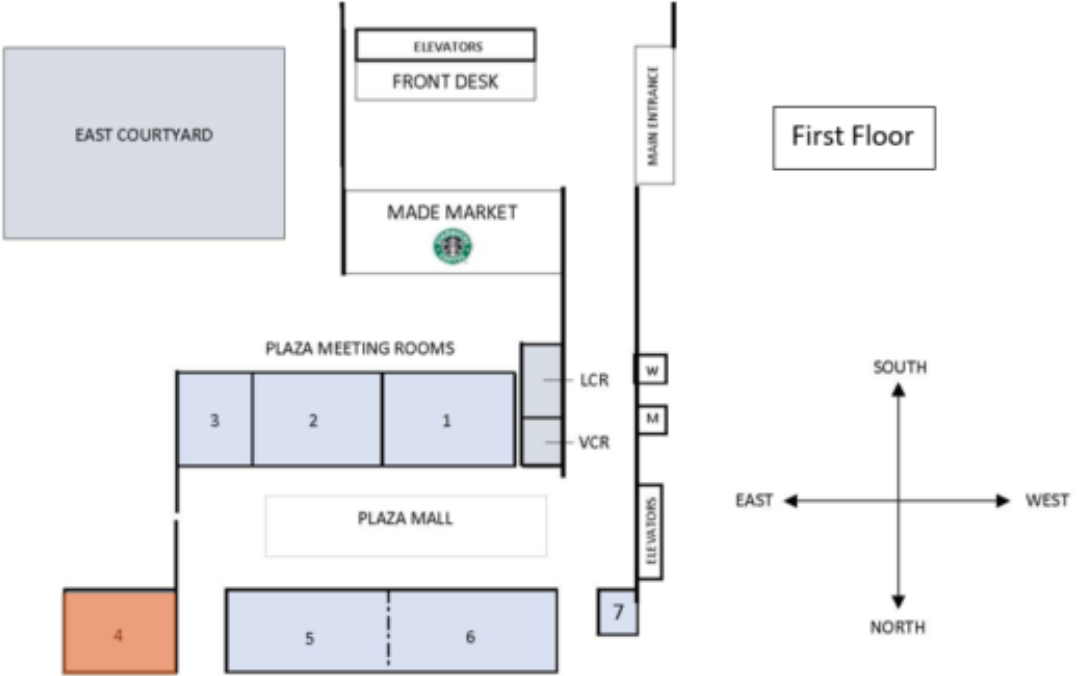 ELEVATORS
FRONT DESK
MAIN ENTRANCE
First Floor
EAST COURTYARD
MADE MARKET
PLAZA MEETING ROOMS
LCR
VCR
W
M
3
2
1
SOUTH
EAST
WEST
NORTH
PLAZA MALL
ELEVATORS
4
5
6
7